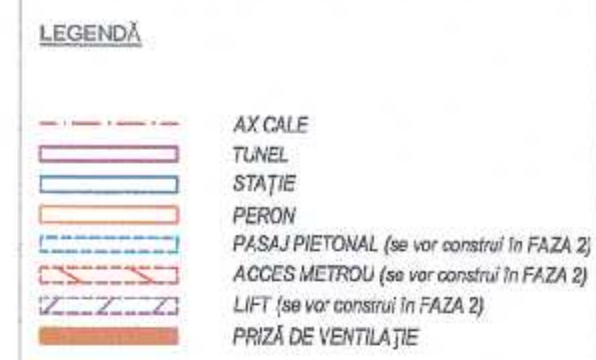 LEGENDĂ
AX CALE
TUNEL
STAȚIE
PERON
PASAJ PIETONAL (se vor construi în FAZA 2)
ACCES METROU (se vor construi în FAZA 2)
LIFT (se vor construi în FAZA 2)
PRIZĂ DE VENTILAȚIE